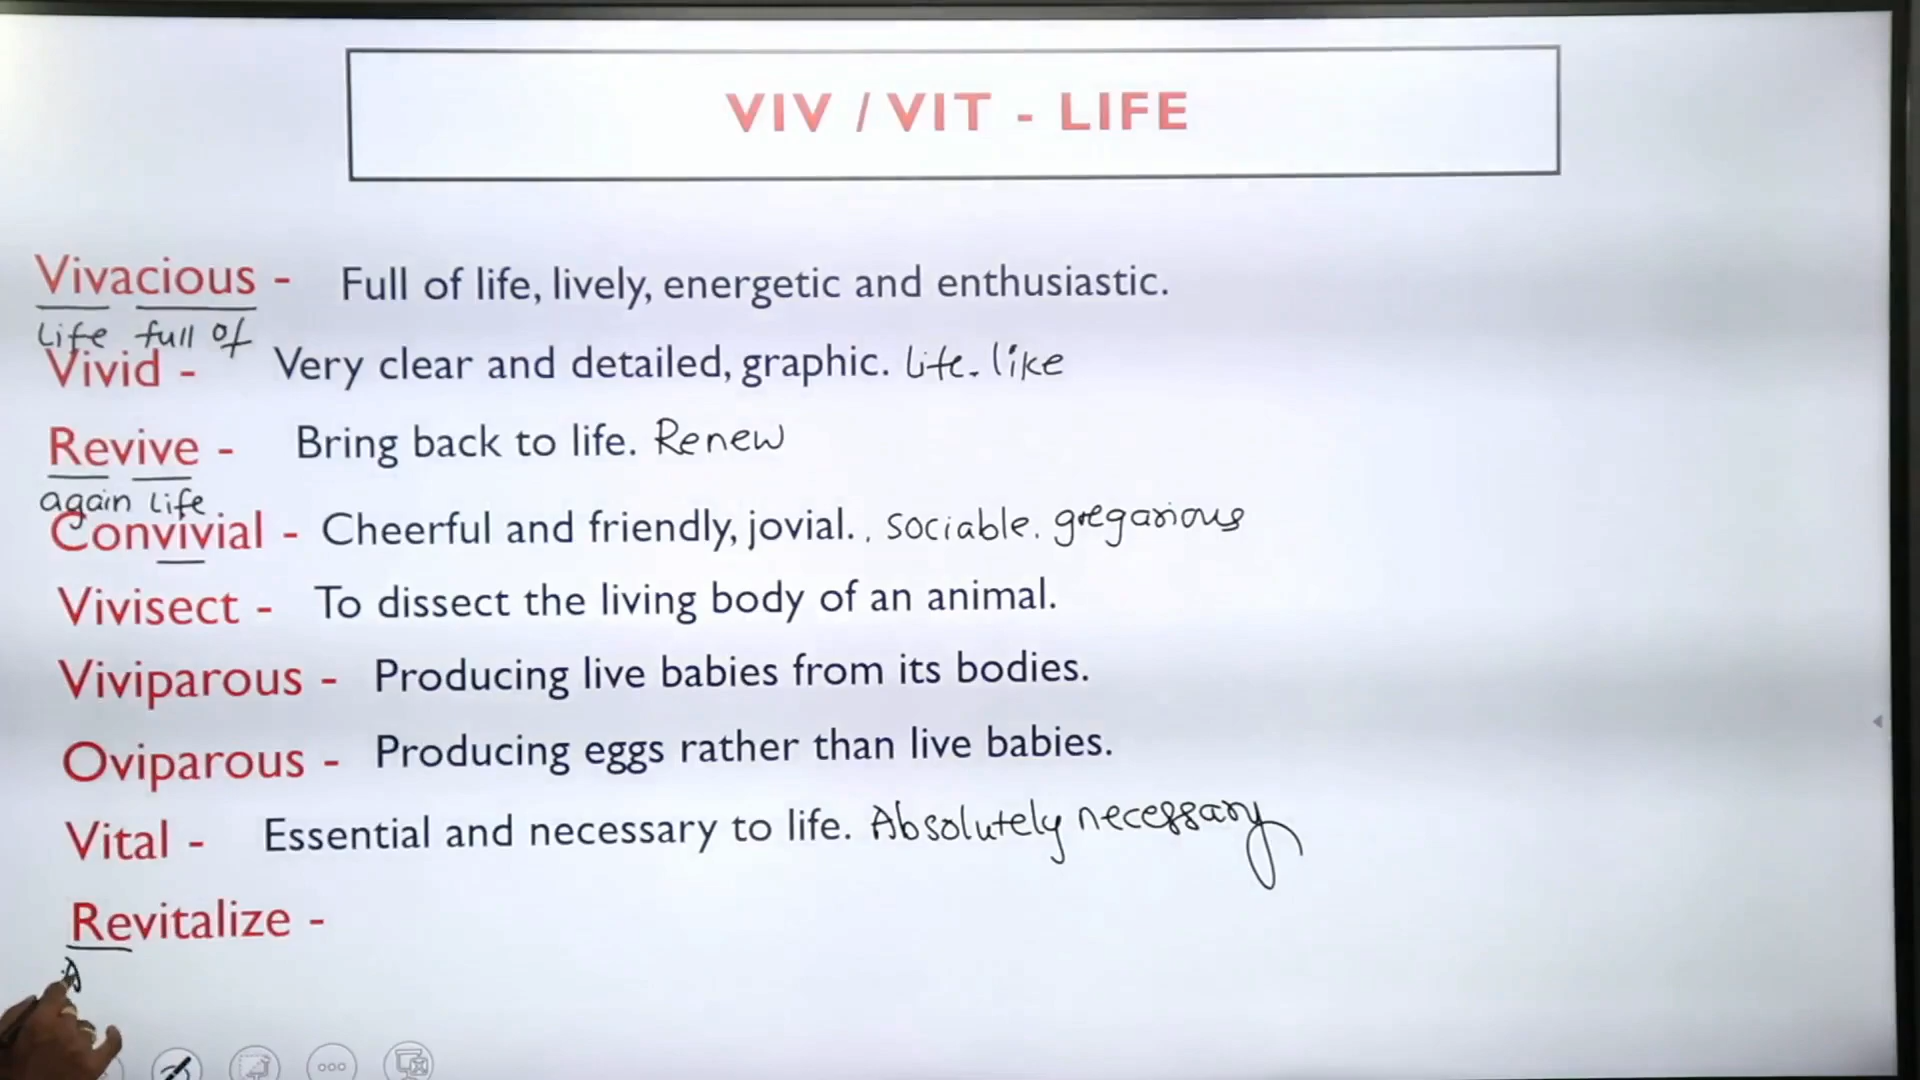 VIV / VIT - LIFE
Vivacious - Full of life, lively, energetic and enthusiastic.
Life full of
Vivid - Very clear and detailed, graphic. Life. like
Revive - Bring back to life. Renew
again Life
Convivial - Cheerful and friendly, jovial. . sociable. gregarious
Vivisect - To dissect the living body of an animal.
Viviparous - Producing live babies from its bodies.
Oviparous - Producing eggs rather than live babies.
Vital - Essential and necessary to life. Absolutely necessary
Revitalize -
A